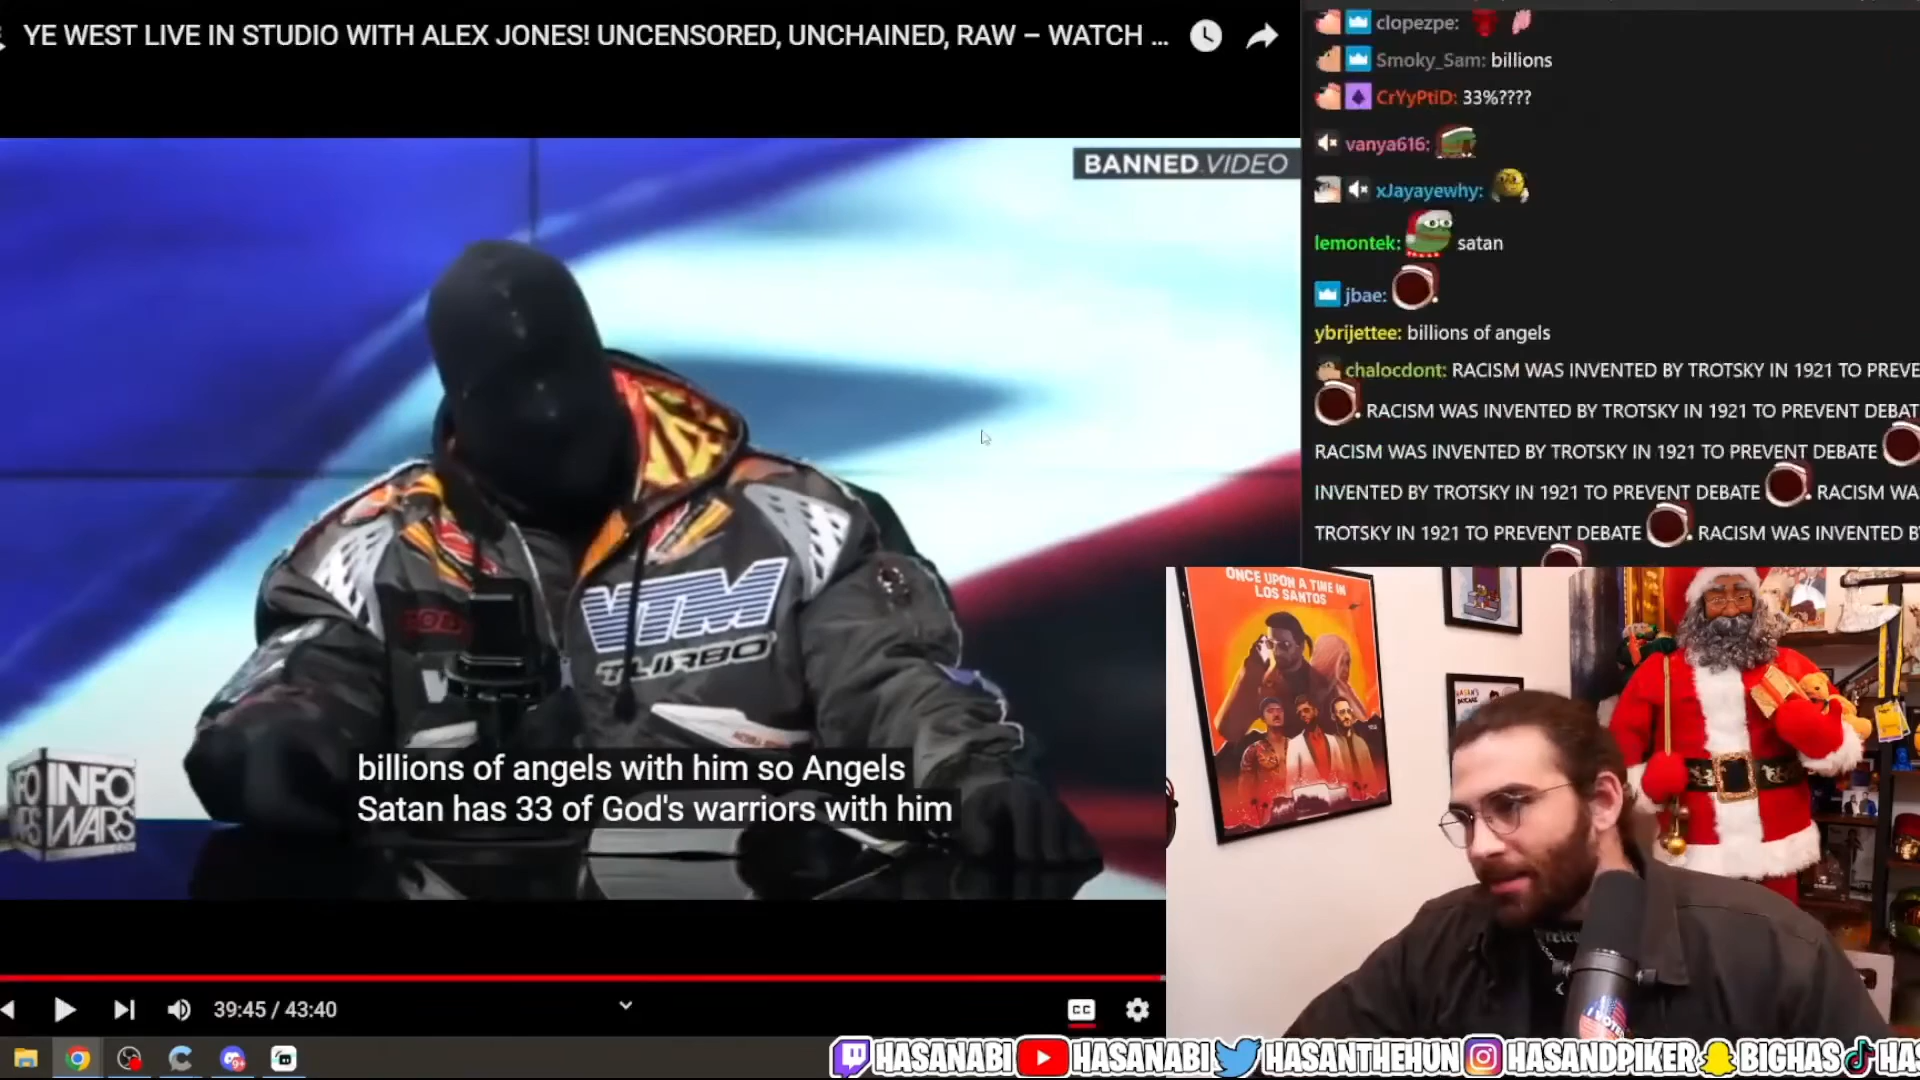 YE WEST LIVE IN STUDIO WITH ALEX JONES! UNCENSORED, UNCHAINED, RAW – WATCH ...
BANNED.VIDEO
VTM
TURBO
INFO
WARS
billions of angels with him so Angels
Satan has 33 of God's warriors with him
39:45 / 43:40
CC
clopezpe:
Smoky_Sam: billions
CrYyPtiD: 33%????
vanya616:
xJayayewhy:
lemontek: satan
jbae:
ybrijettee: billions of angels
chalocdont: RACISM WAS INVENTED BY TROTSKY IN 1921 TO PREVE
RACISM WAS INVENTED BY TROTSKY IN 1921 TO PREVENT DEBAT
RACISM WAS INVENTED BY TROTSKY IN 1921 TO PREVENT DEBATE
INVENTED BY TROTSKY IN 1921 TO PREVENT DEBATE RACISM WA
TROTSKY IN 1921 TO PREVENT DEBATE RACISM WAS INVENTED B
ONCE UPON A TIME IN
LOS SANTOS
I VOTED
HASANABI HASANABI HASANTHEHUN HASANDPIKER BIGHAS HAS